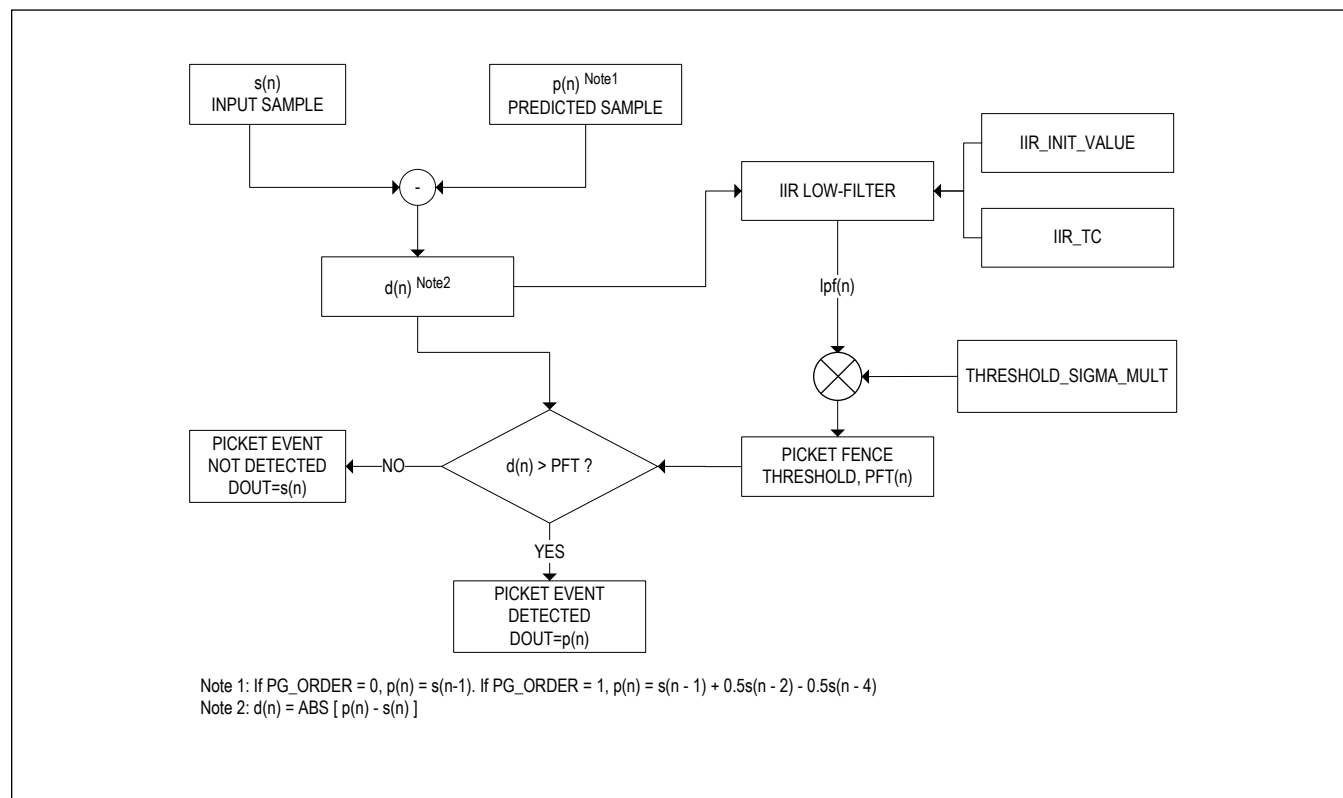 s(n)
INPUT SAMPLE
p(n) Note1
PREDICTED SAMPLE
-
IIR_INIT_VALUE
IIR LOW-FILTER
IIR_TC
d(n) Note2
lpf(n)
THRESHOLD_SIGMA_MULT
PICKET EVENT
NOT DETECTED
DOUT=s(n)
NO
d(n) > PFT ?
PICKET FENCE
THRESHOLD, PFT(n)
YES
PICKET EVENT
DETECTED
DOUT=p(n)
Note 1: If PG_ORDER = 0, p(n) = s(n-1). If PG_ORDER = 1, p(n) = s(n - 1) + 0.5s(n - 2) - 0.5s(n - 4)
Note 2: d(n) = ABS [ p(n) - s(n) ]